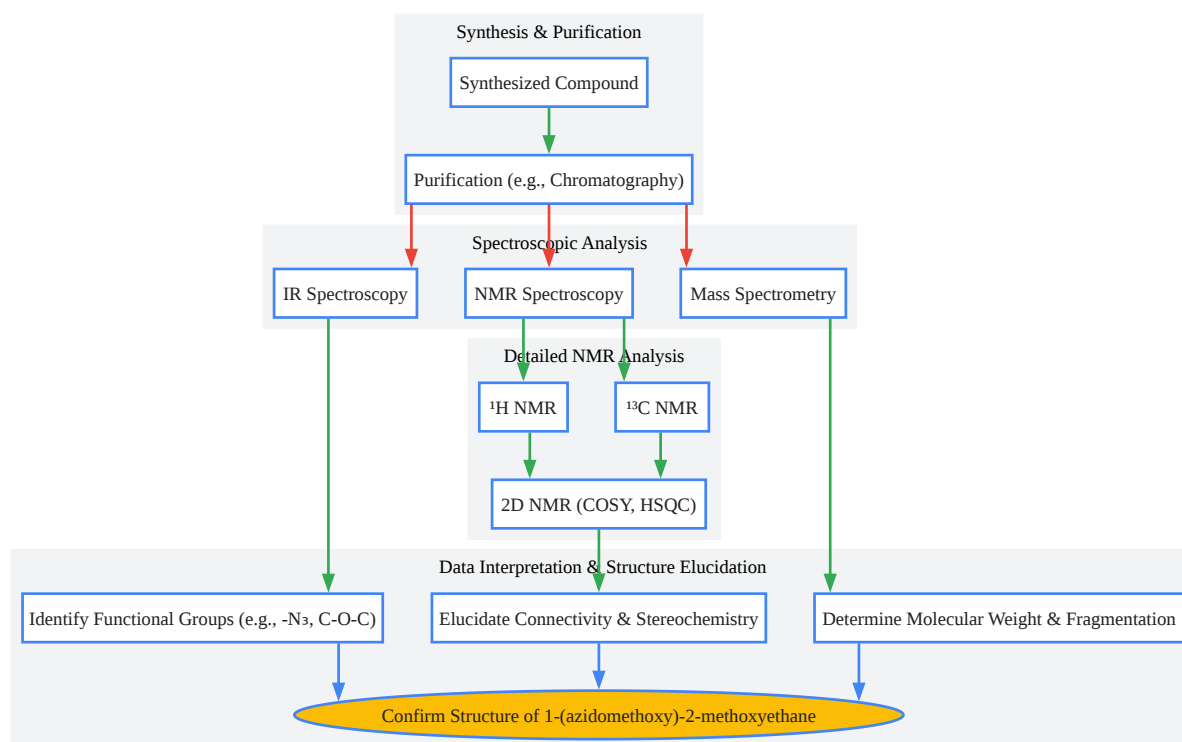 Synthesis & Purification
Synthesized Compound
Purification (e.g., Chromatography)
Spectroscopic Analysis
IR Spectroscopy
NMR Spectroscopy
Mass Spectrometry
Detailed NMR Analysis
¹H NMR
¹³C NMR
2D NMR (COSY, HSQC)
Data Interpretation & Structure Elucidation
Identify Functional Groups (e.g., -N₃, C-O-C)
Elucidate Connectivity & Stereochemistry
Determine Molecular Weight & Fragmentation
Confirm Structure of 1-(azidomethoxy)-2-methoxyethane